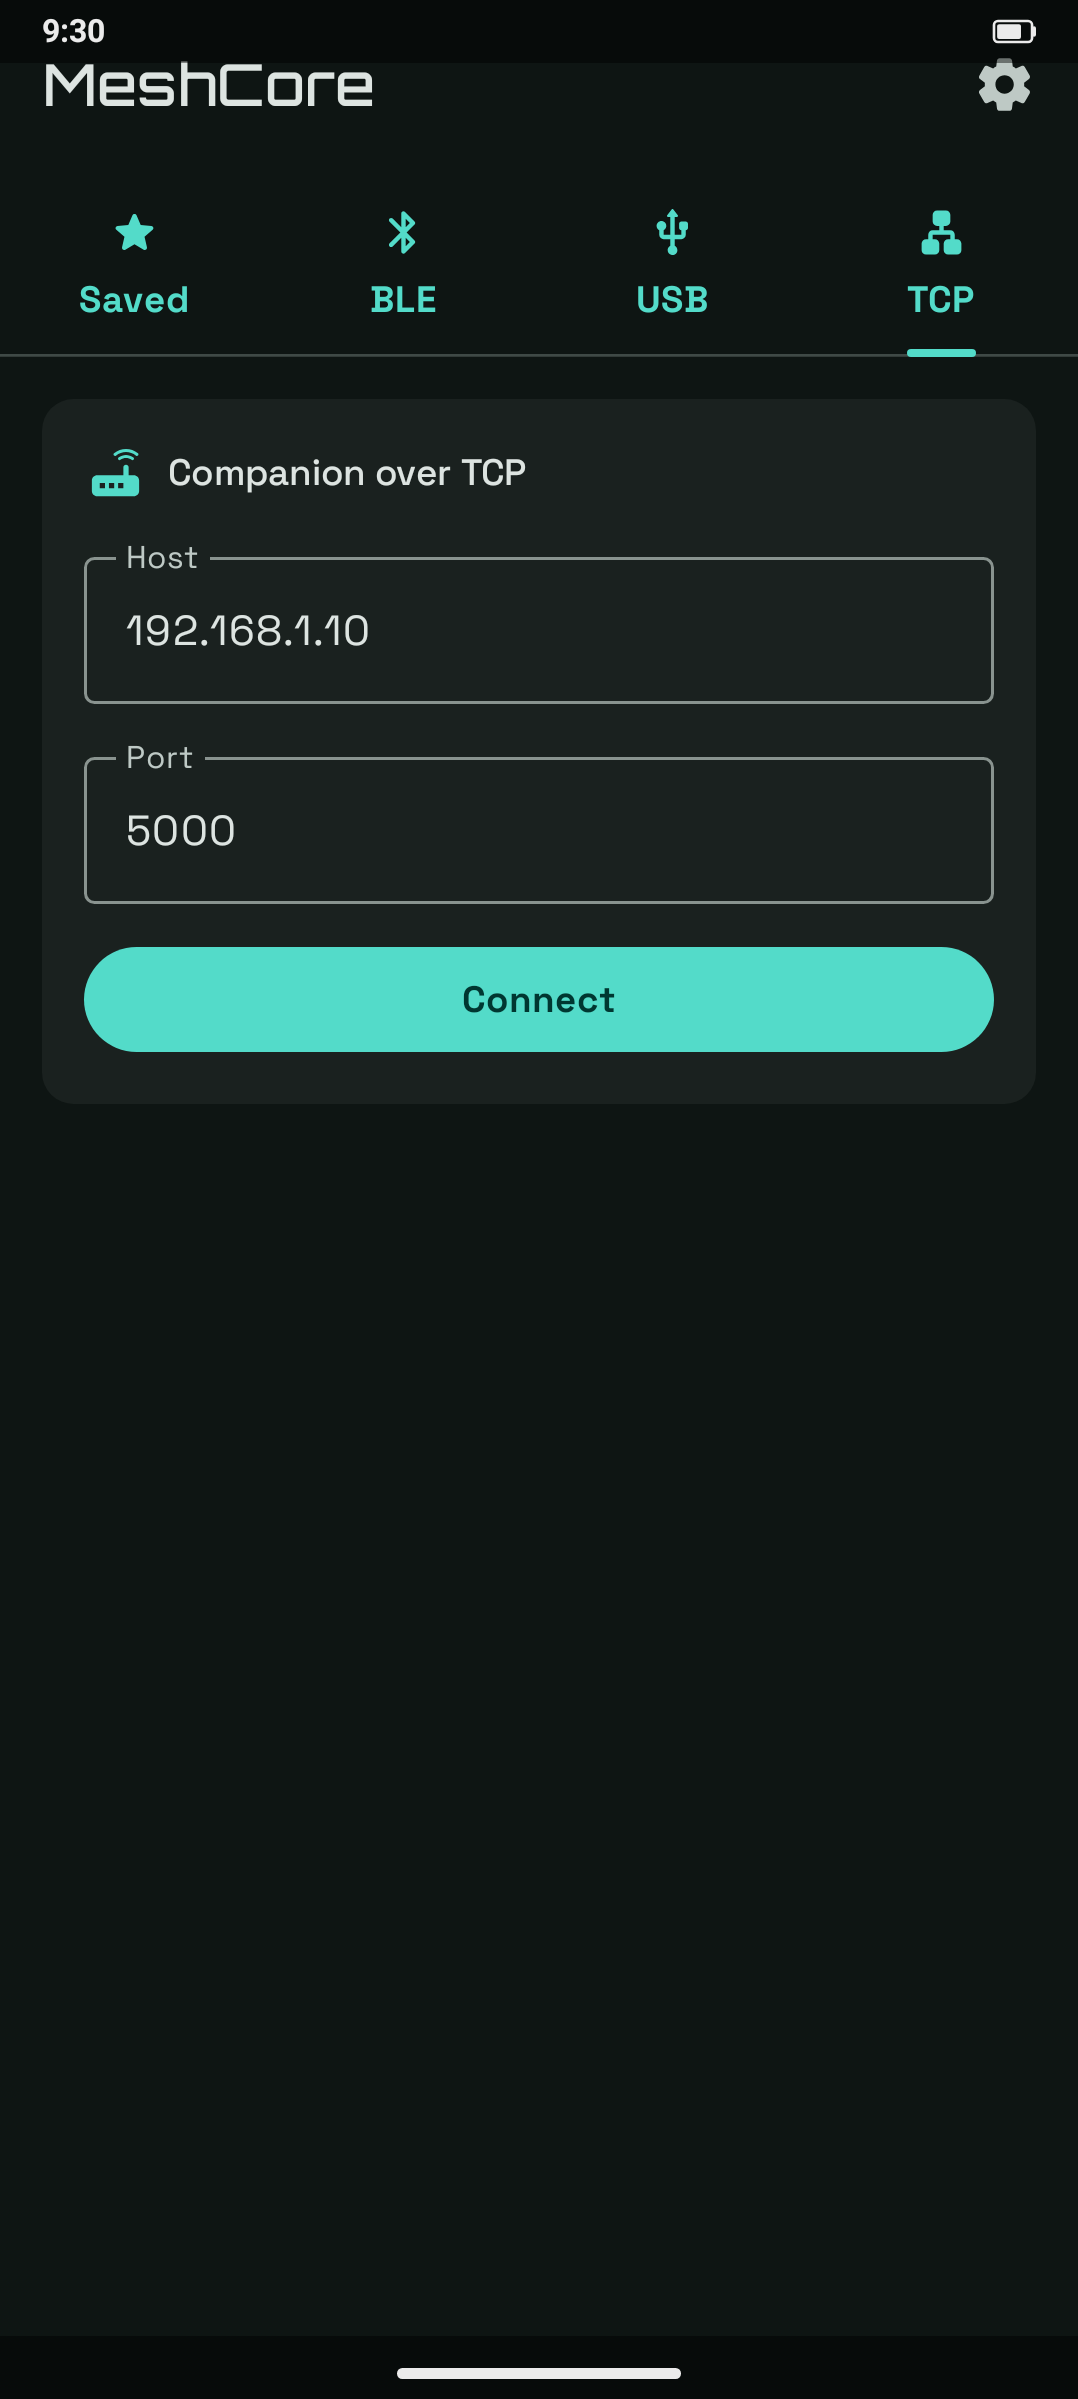 9:30
MeshCore
Saved
BLE
USB
TCP
Companion over TCP
Host
192.168.1.10
Port
5000
Connect